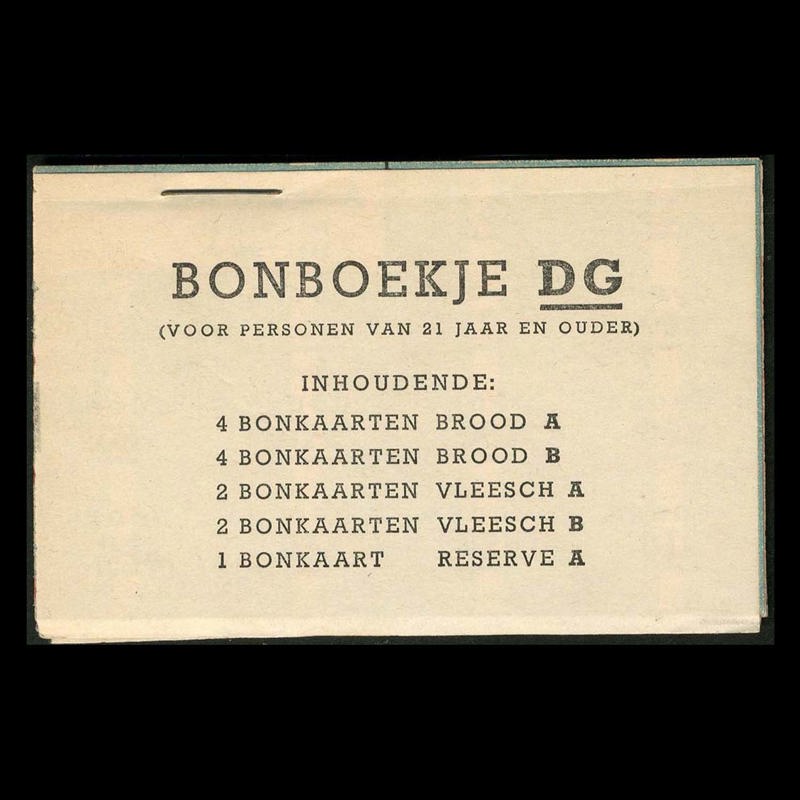 BONBOEKJE DG
(VOOR PERSONEN VAN 21 JAAR EN OUDER)
INHOUDENDE:
4 BONKAARTEN BROOD A
4 BONKAARTEN BROOD B
2 BONKAARTEN VLEESCH A
2 BONKAARTEN VLEESCH B
1 BONKAART RESERVE A